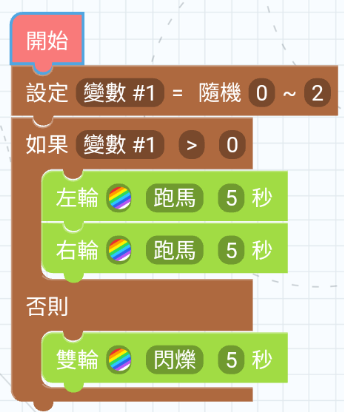 開始
設定 變數 #1 = 隨機 0 ~ 2
如果 變數 #1 > 0
左輪 跑馬 5 秒
右輪 跑馬 5 秒
否則
雙輪 閃爍 5 秒